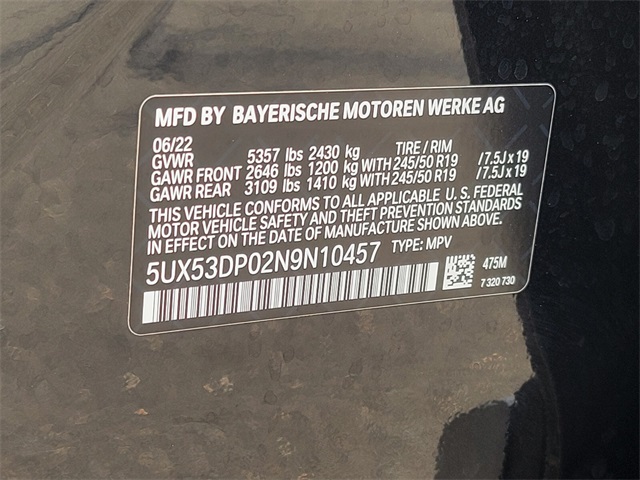 MFD BY BAYERISCHE MOTOREN WERKE AG
06/22 TIRE / RIM
GVWR 5357 lbs 2430 kg
GAWR FRONT 2646 lbs 1200 kg WITH 245/50 R19 / 7.5J x 19
GAWR REAR 3109 lbs 1410 kg WITH 245/50 R19 / 7.5J x 19
THIS VEHICLE CONFORMS TO ALL APPLICABLE U. S. FEDERAL
MOTOR VEHICLE SAFETY AND THEFT PREVENTION STANDARDS
IN EFFECT ON THE DATE OF MANUFACTURE SHOWN ABOVE.
5UX53DP02N9N10457 TYPE: MPV
475M
7 320 730